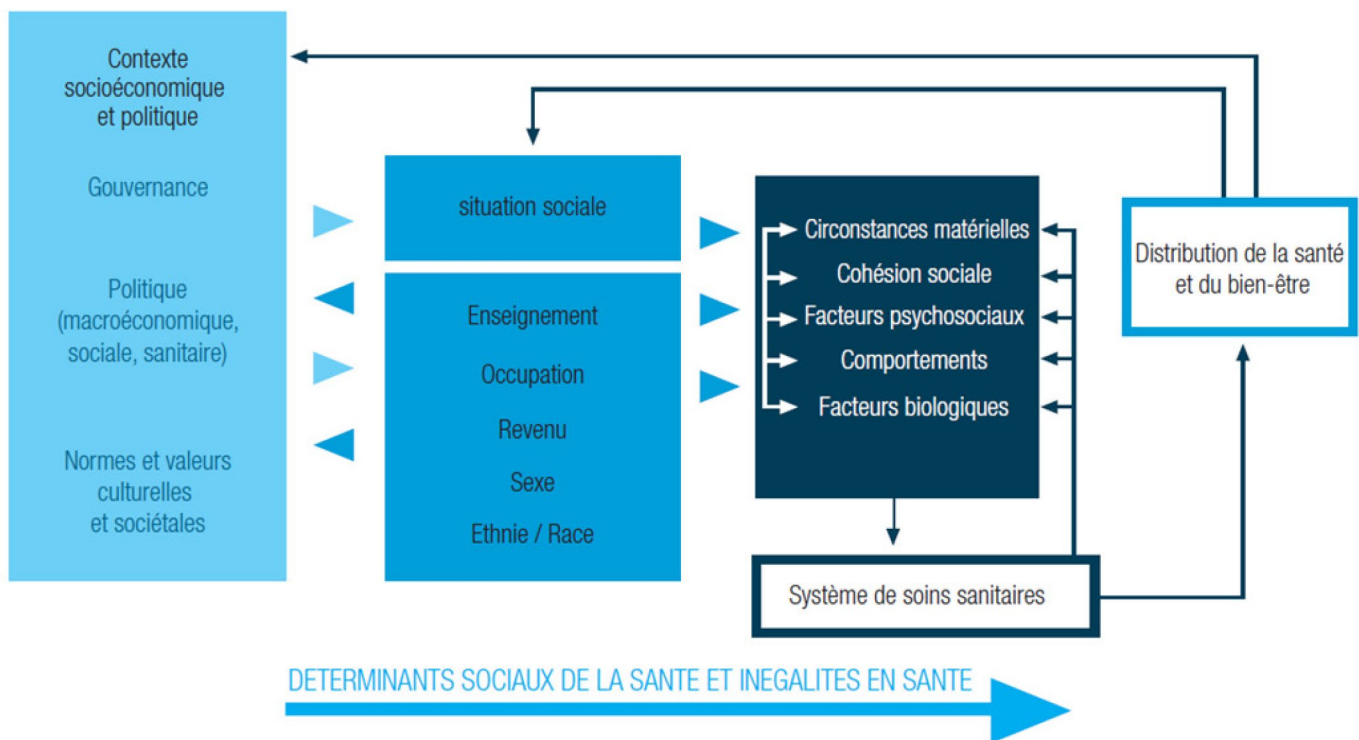 Contexte
socioéconomique
et politique
Gouvernance
Politique
(macroéconomique,
sociale, sanitaire)
Normes et valeurs
culturelles
et sociétales
situation sociale
Enseignement
Occupation
Revenu
Sexe
Ethnie / Race
Circonstances matérielles
Cohésion sociale
Facteurs psychosociaux
Comportements
Facteurs biologiques
Système de soins sanitaires
Distribution de la santé
et du bien-être
DETERMINANTS SOCIAUX DE LA SANTE ET INEGALITES EN SANTE